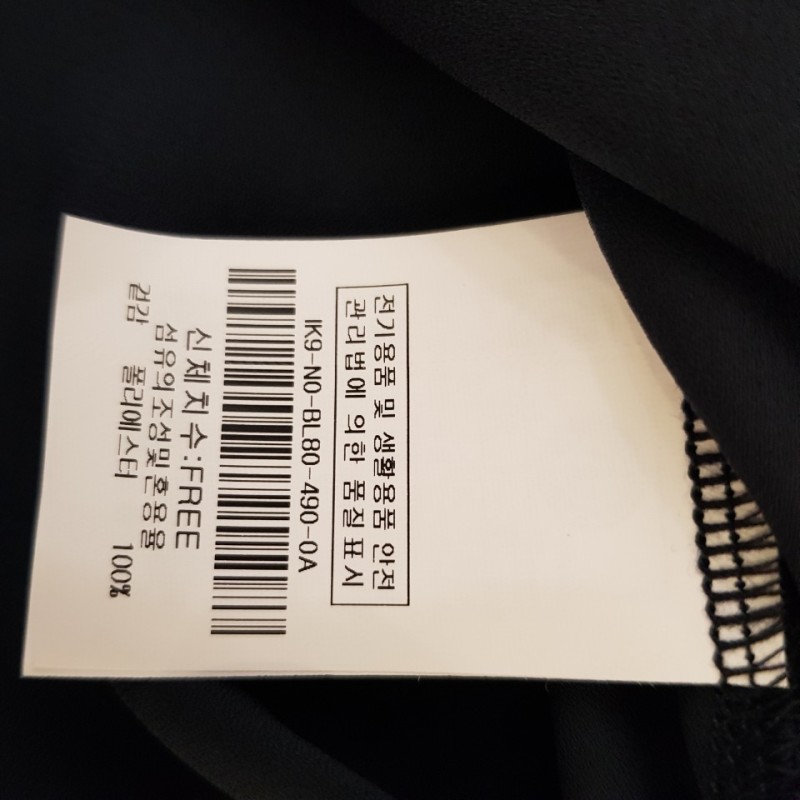 전기용품 및 생활용품 안전
관리법에 의한 품질표시
IK9-N0-BL80-490-0A
신체치수:FREE
섬유의조성및혼용율
겉감 폴리에스터 100%